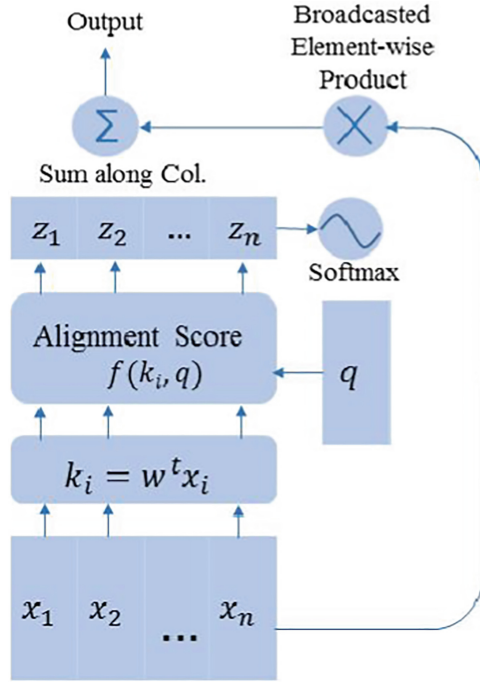 Output
Broadcasted
Element-wise
Product
Σ
×
Sum along Col.
z₁ z₂ ... zₙ
Softmax
Alignment Score
f(kᵢ, q)
q
kᵢ = wᵗxᵢ
x₁ x₂ ... xₙ